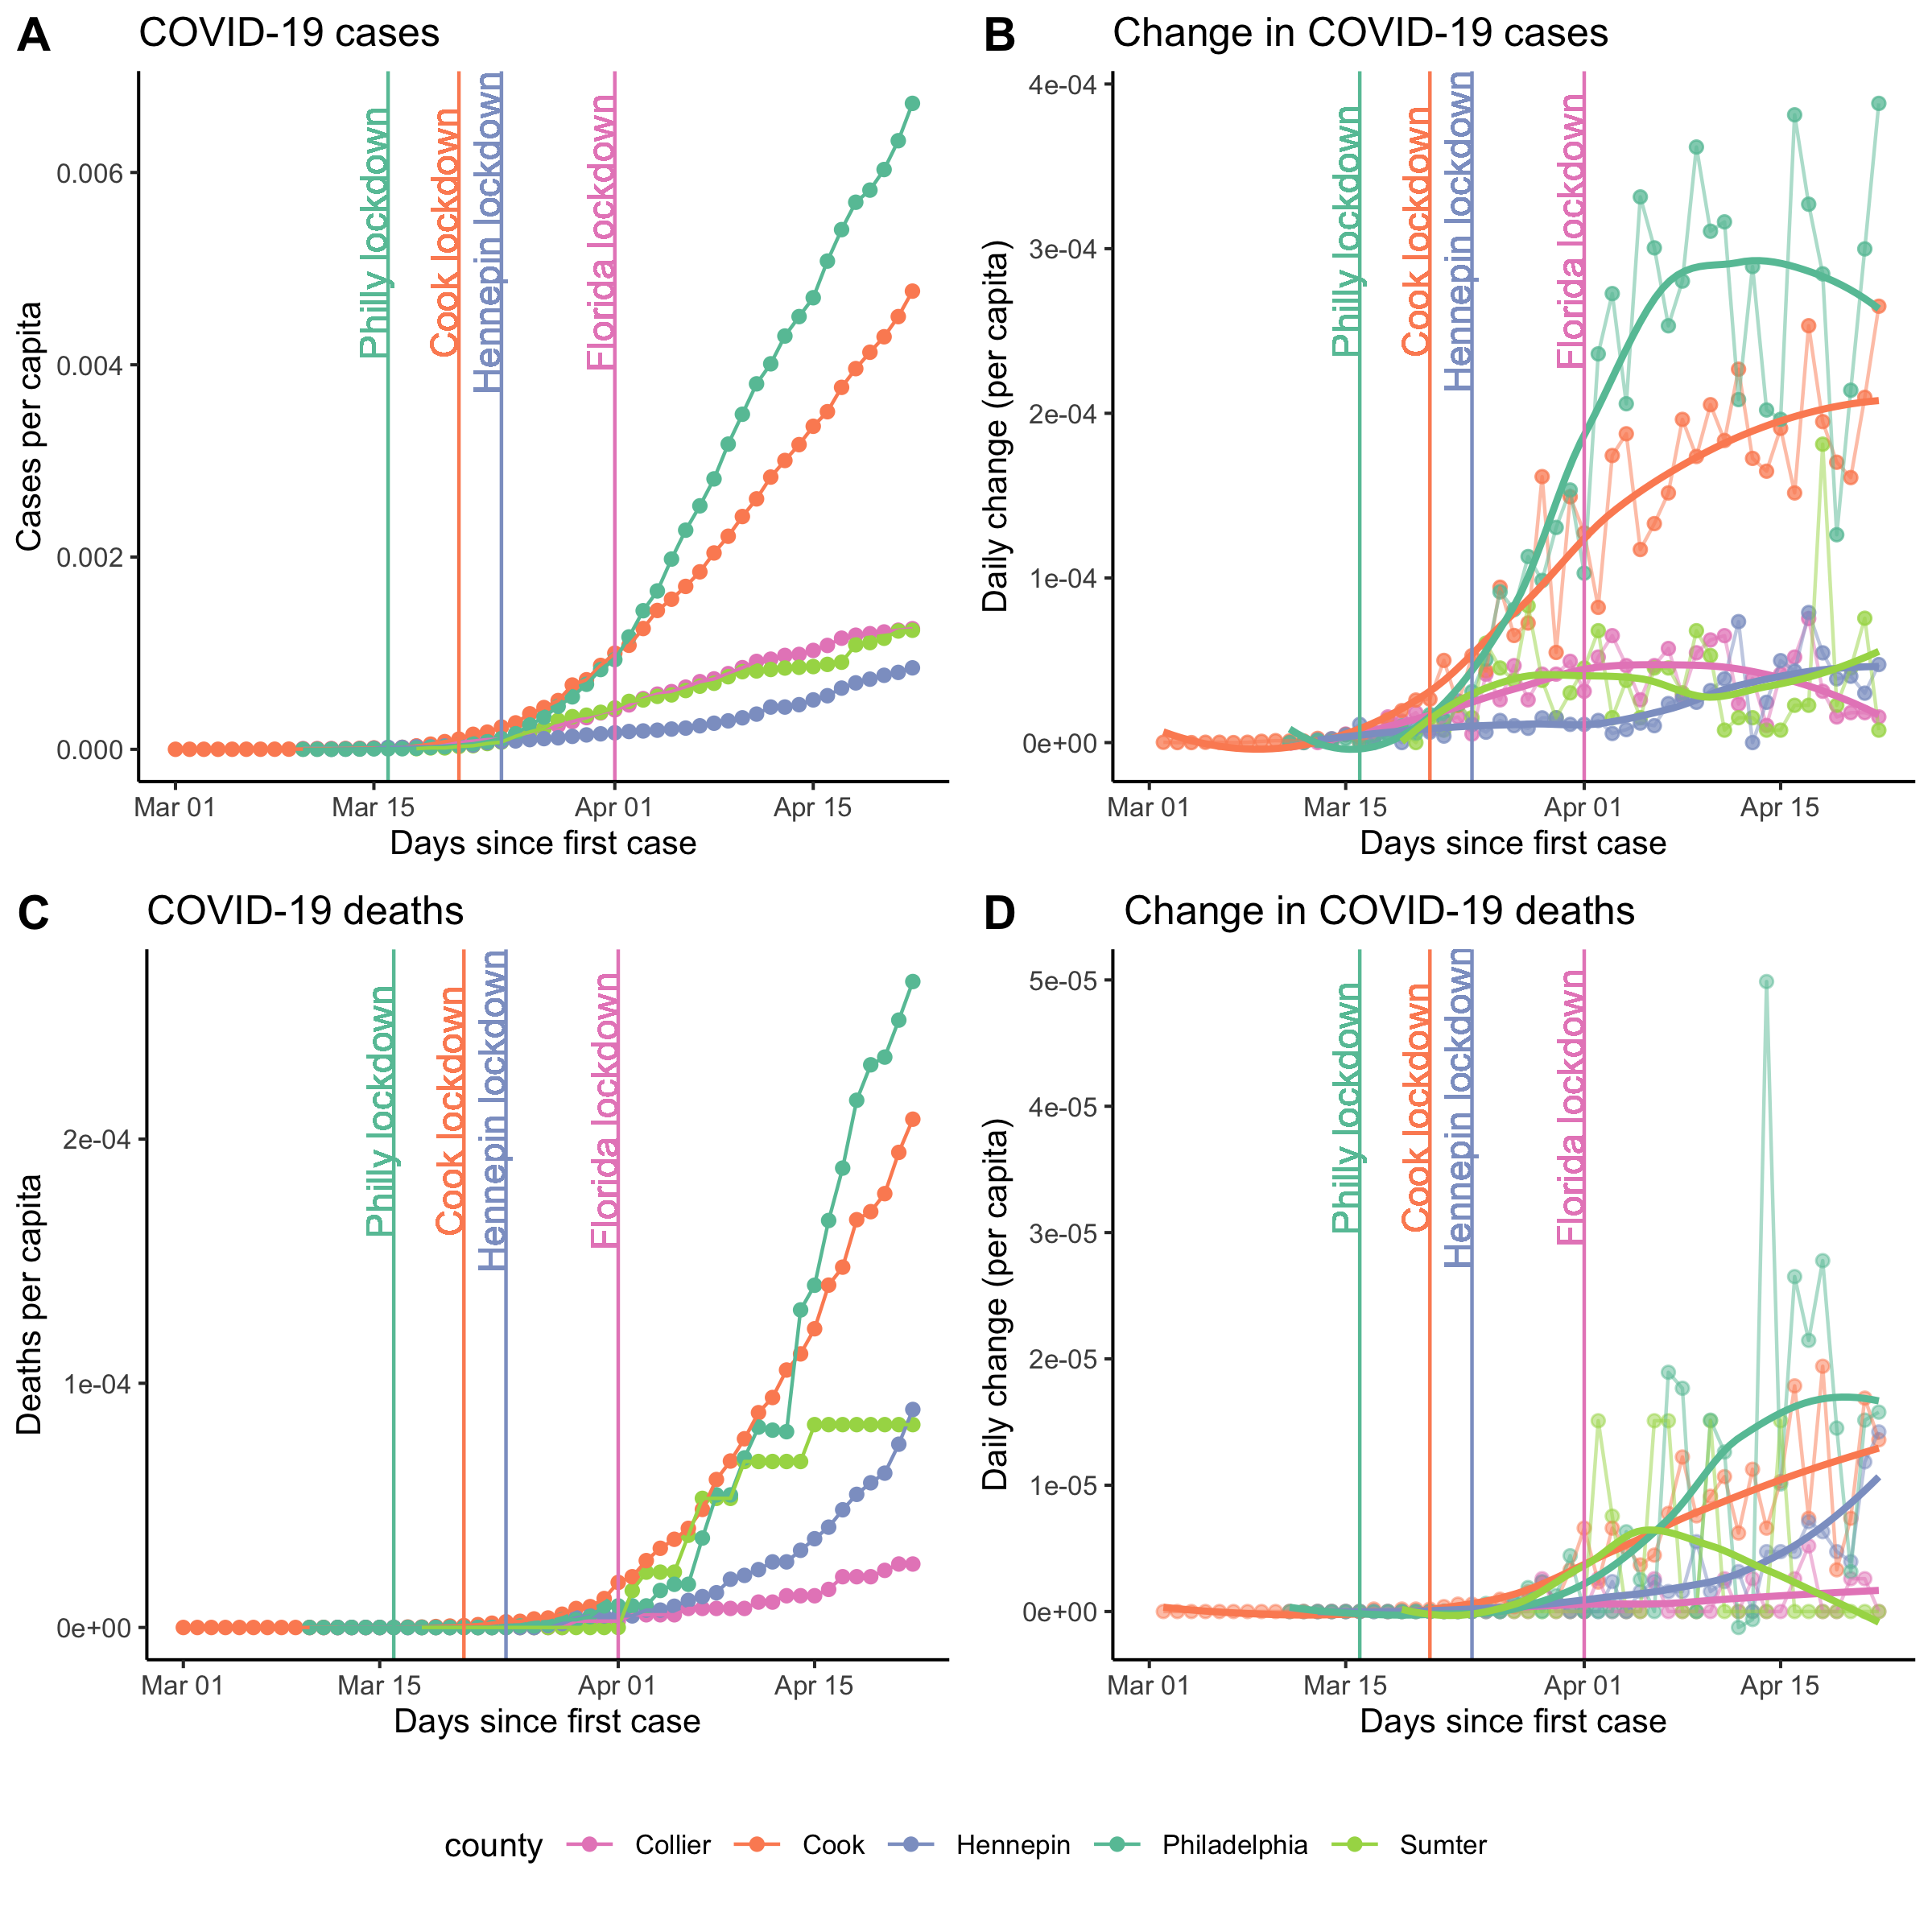 A COVID-19 cases
Cases per capita
0.006
0.004
0.002
0.000
Philly lockdown
Cook lockdown
Hennepin lockdown
Florida lockdown
Mar 01 Mar 15 Apr 01 Apr 15
Days since first case
B Change in COVID-19 cases
Daily change (per capita)
4e-04
3e-04
2e-04
1e-04
0e+00
Philly lockdown
Cook lockdown
Hennepin lockdown
Florida lockdown
Mar 01 Mar 15 Apr 01 Apr 15
Days since first case
C COVID-19 deaths
Deaths per capita
2e-04
1e-04
0e+00
Philly lockdown
Cook lockdown
Hennepin lockdown
Florida lockdown
Mar 01 Mar 15 Apr 01 Apr 15
Days since first case
D Change in COVID-19 deaths
Daily change (per capita)
5e-05
4e-05
3e-05
2e-05
1e-05
0e+00
Philly lockdown
Cook lockdown
Hennepin lockdown
Florida lockdown
Mar 01 Mar 15 Apr 01 Apr 15
Days since first case
county Collier Cook Hennepin Philadelphia Sumter